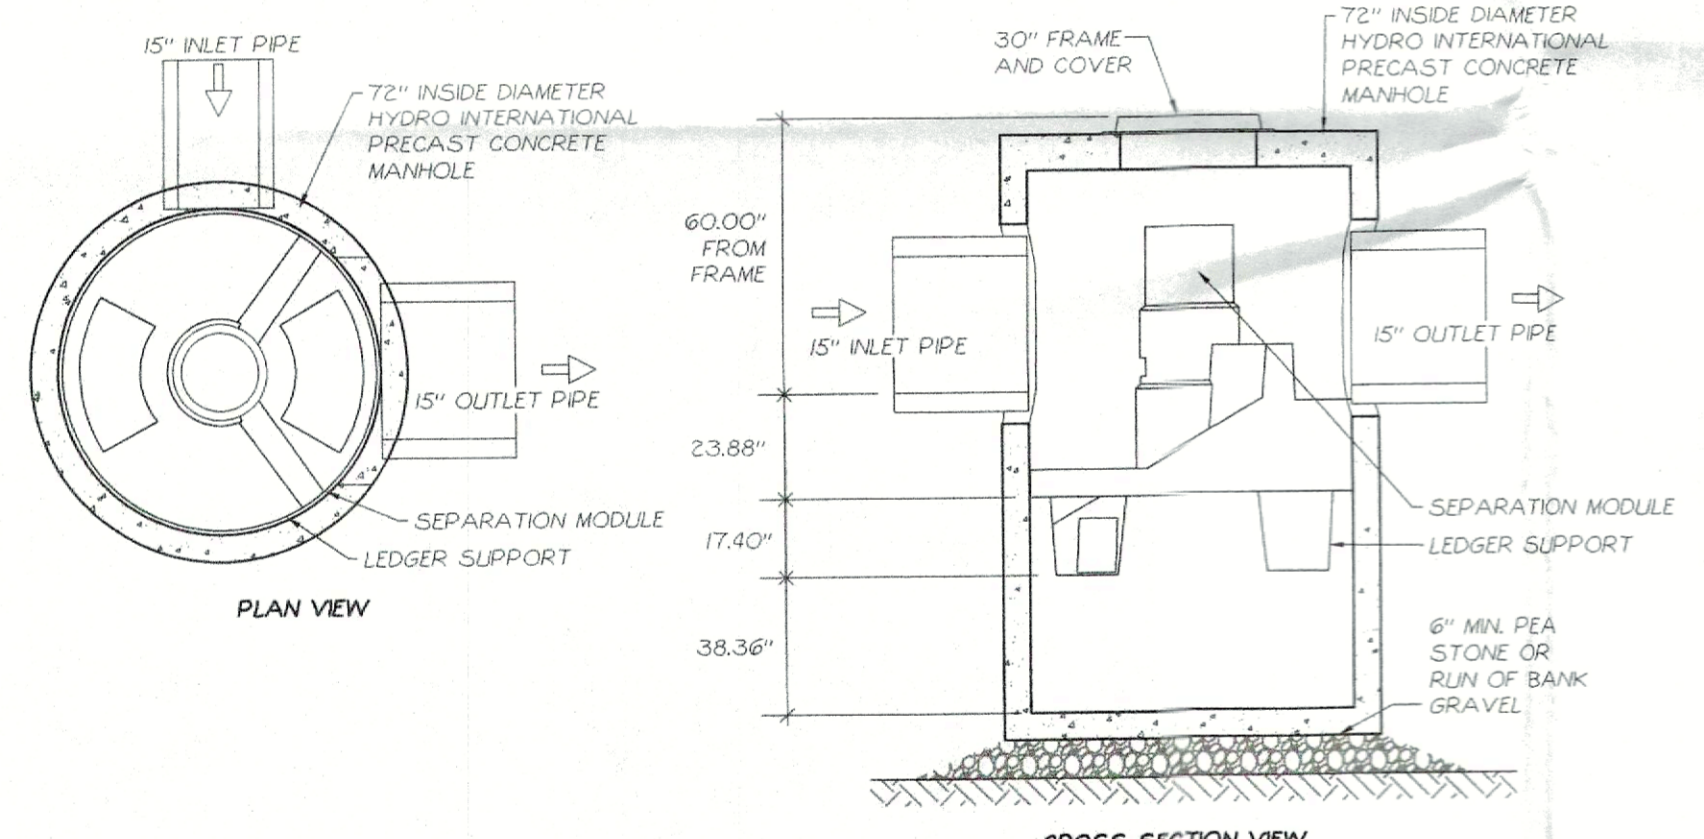 15" INLET PIPE
72" INSIDE DIAMETER
HYDRO INTERNATIONAL
PRECAST CONCRETE
MANHOLE
15" OUTLET PIPE
SEPARATION MODULE
LEDGER SUPPORT
PLAN VIEW
30" FRAME
AND COVER
72" INSIDE DIAMETER
HYDRO INTERNATIONAL
PRECAST CONCRETE
MANHOLE
60.00"
FROM
FRAME
15" INLET PIPE
15" OUTLET PIPE
23.88"
17.40"
38.36"
SEPARATION MODULE
LEDGER SUPPORT
6" MIN. PEA
STONE OR
RUN OF BANK
GRAVEL
CROSS SECTION VIEW